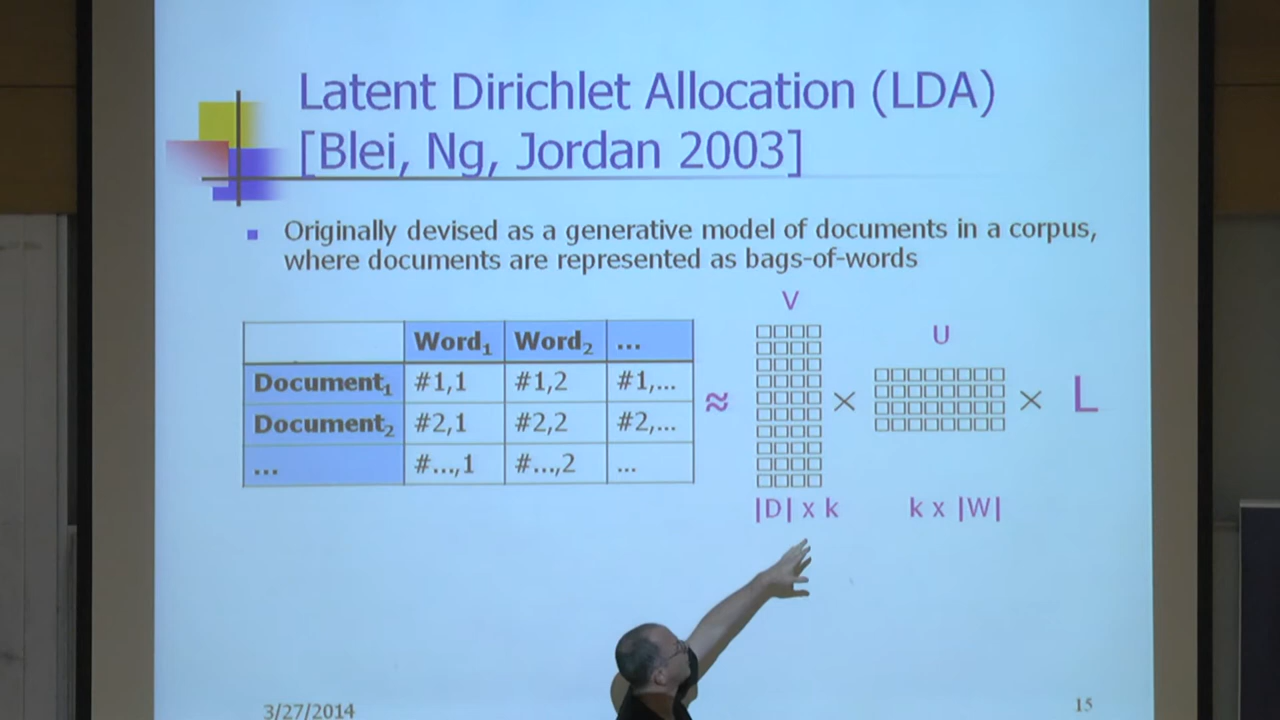 Latent Dirichlet Allocation (LDA)
[Blei, Ng, Jordan 2003]
Originally devised as a generative model of documents in a corpus,
where documents are represented as bags-of-words
Word₁ Word₂ ...
Document₁ #1,1 #1,2 #1,...
Document₂ #2,1 #2,2 #2,...
... #...,1 #...,2 ...
≈
V
×
U
×
L
|D| x k
k x |W|
3/27/2014
15